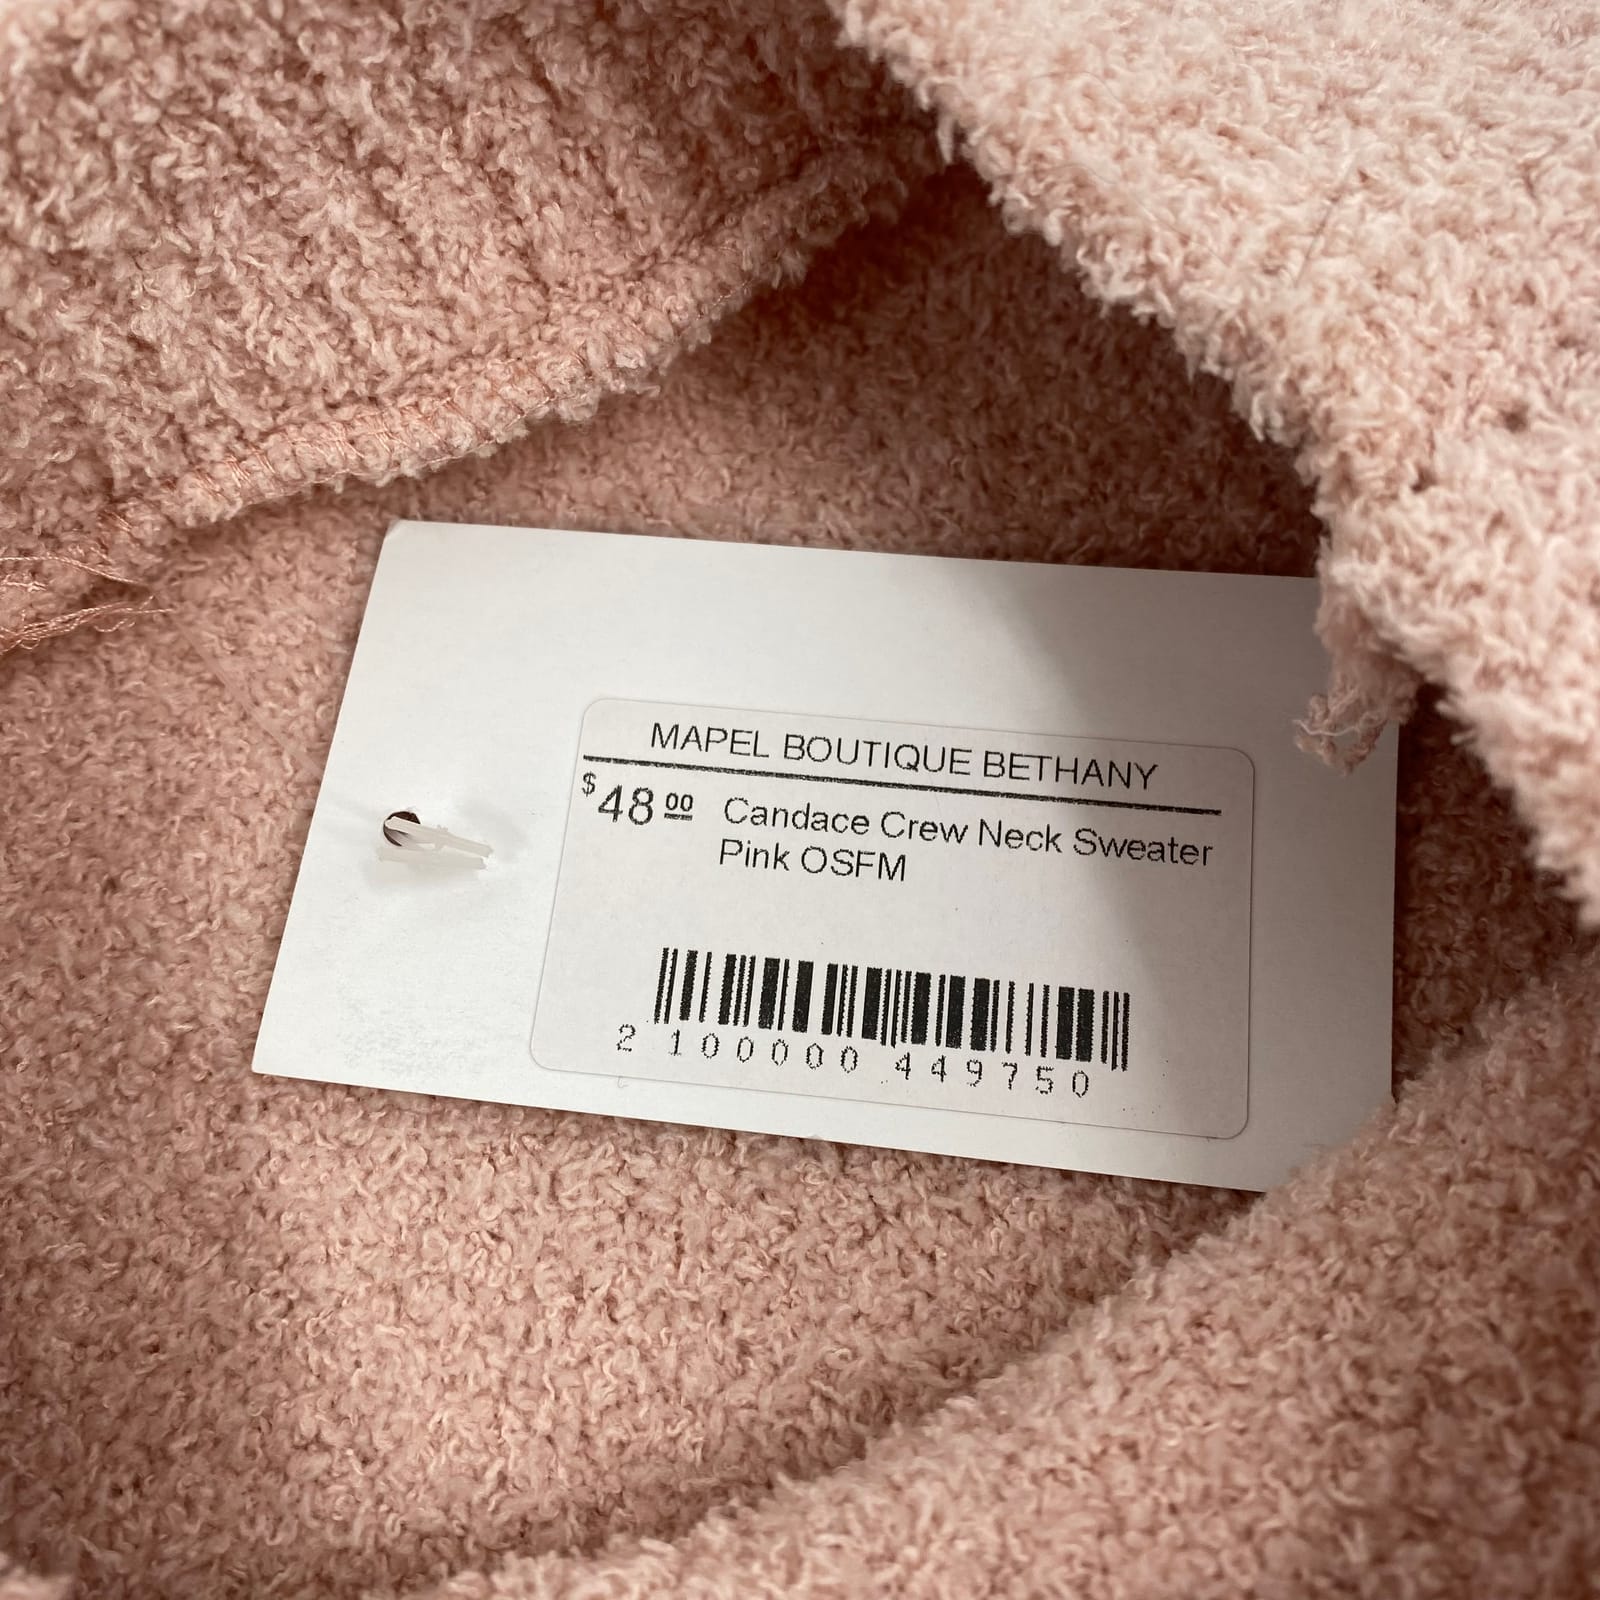 MAPEL BOUTIQUE BETHANY
$48 00 Candace Crew Neck Sweater
Pink OSFM
2 100000 449750